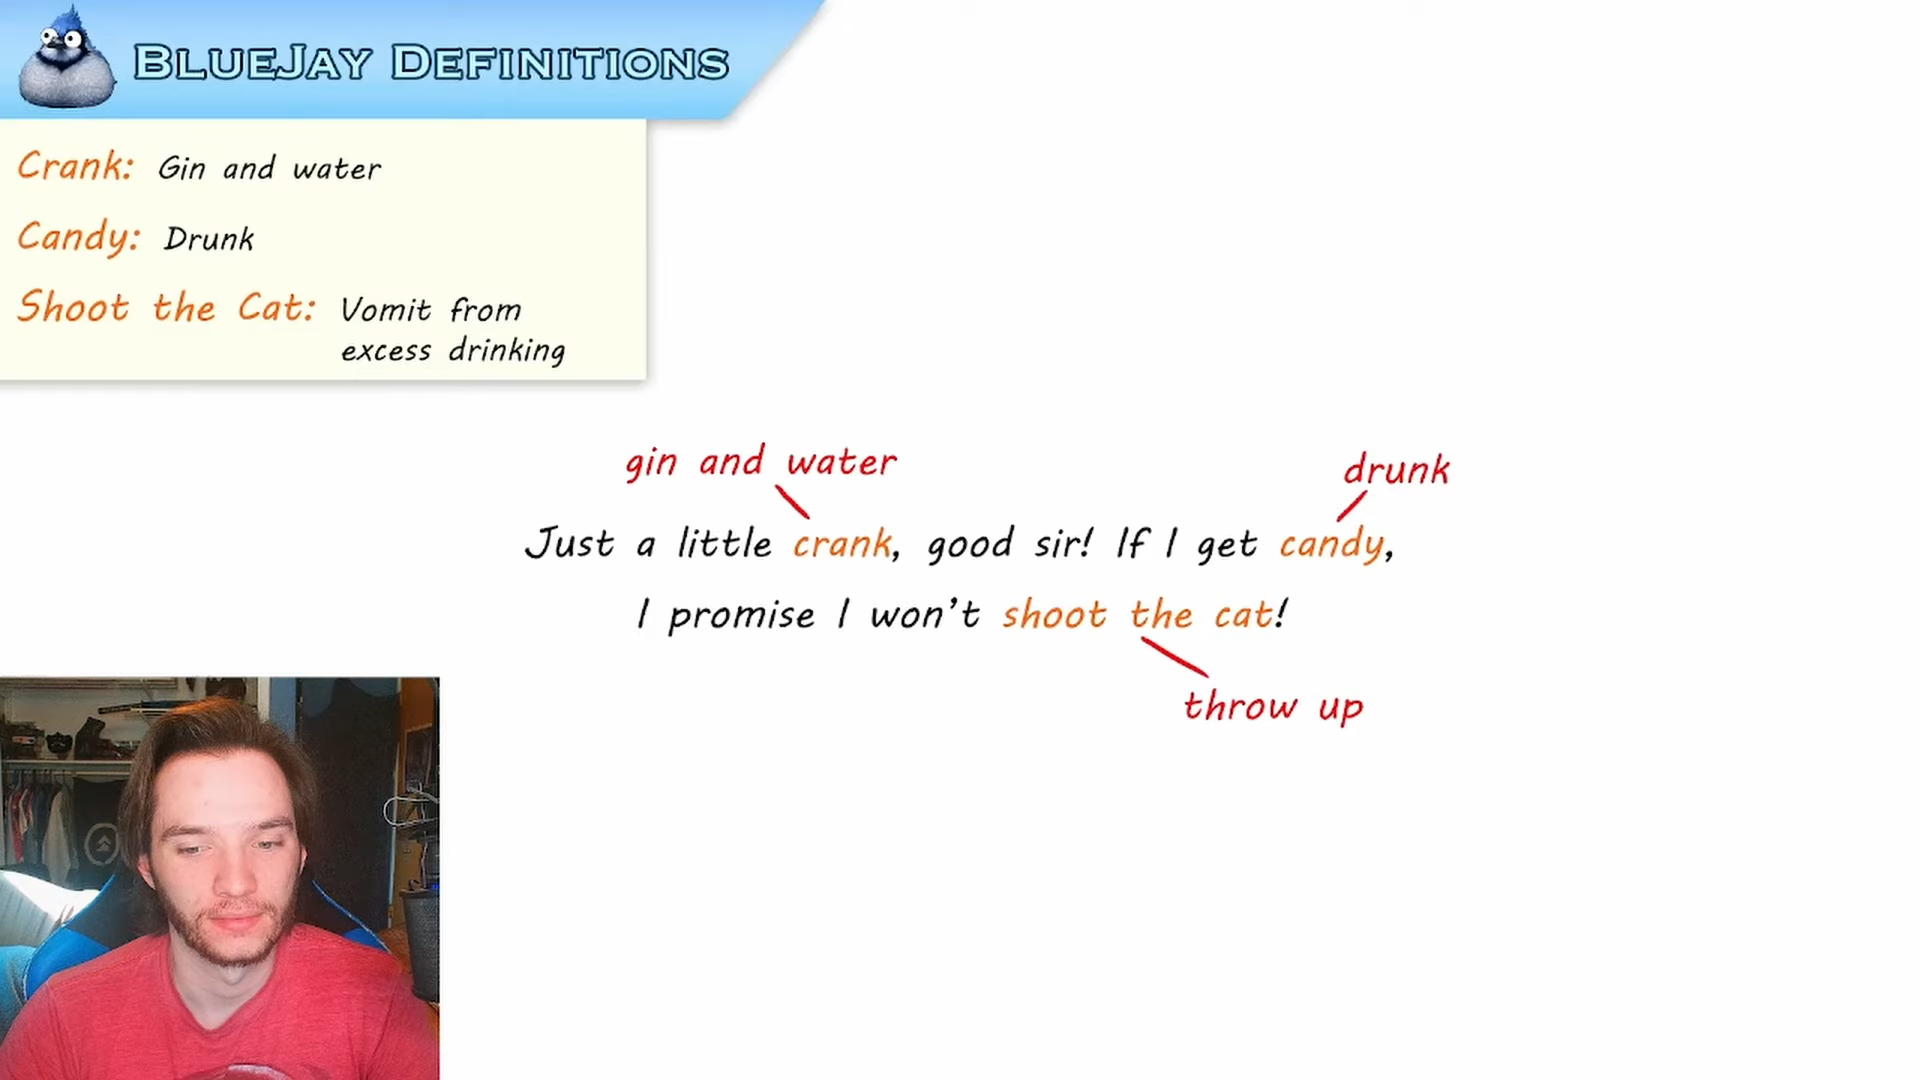 BLUEJAY DEFINITIONS
Crank: Gin and water
Candy: Drunk
Shoot the Cat: Vomit from
excess drinking
gin and water
drunk
Just a little crank, good sir! If I get candy,
I promise I won't shoot the cat!
throw up